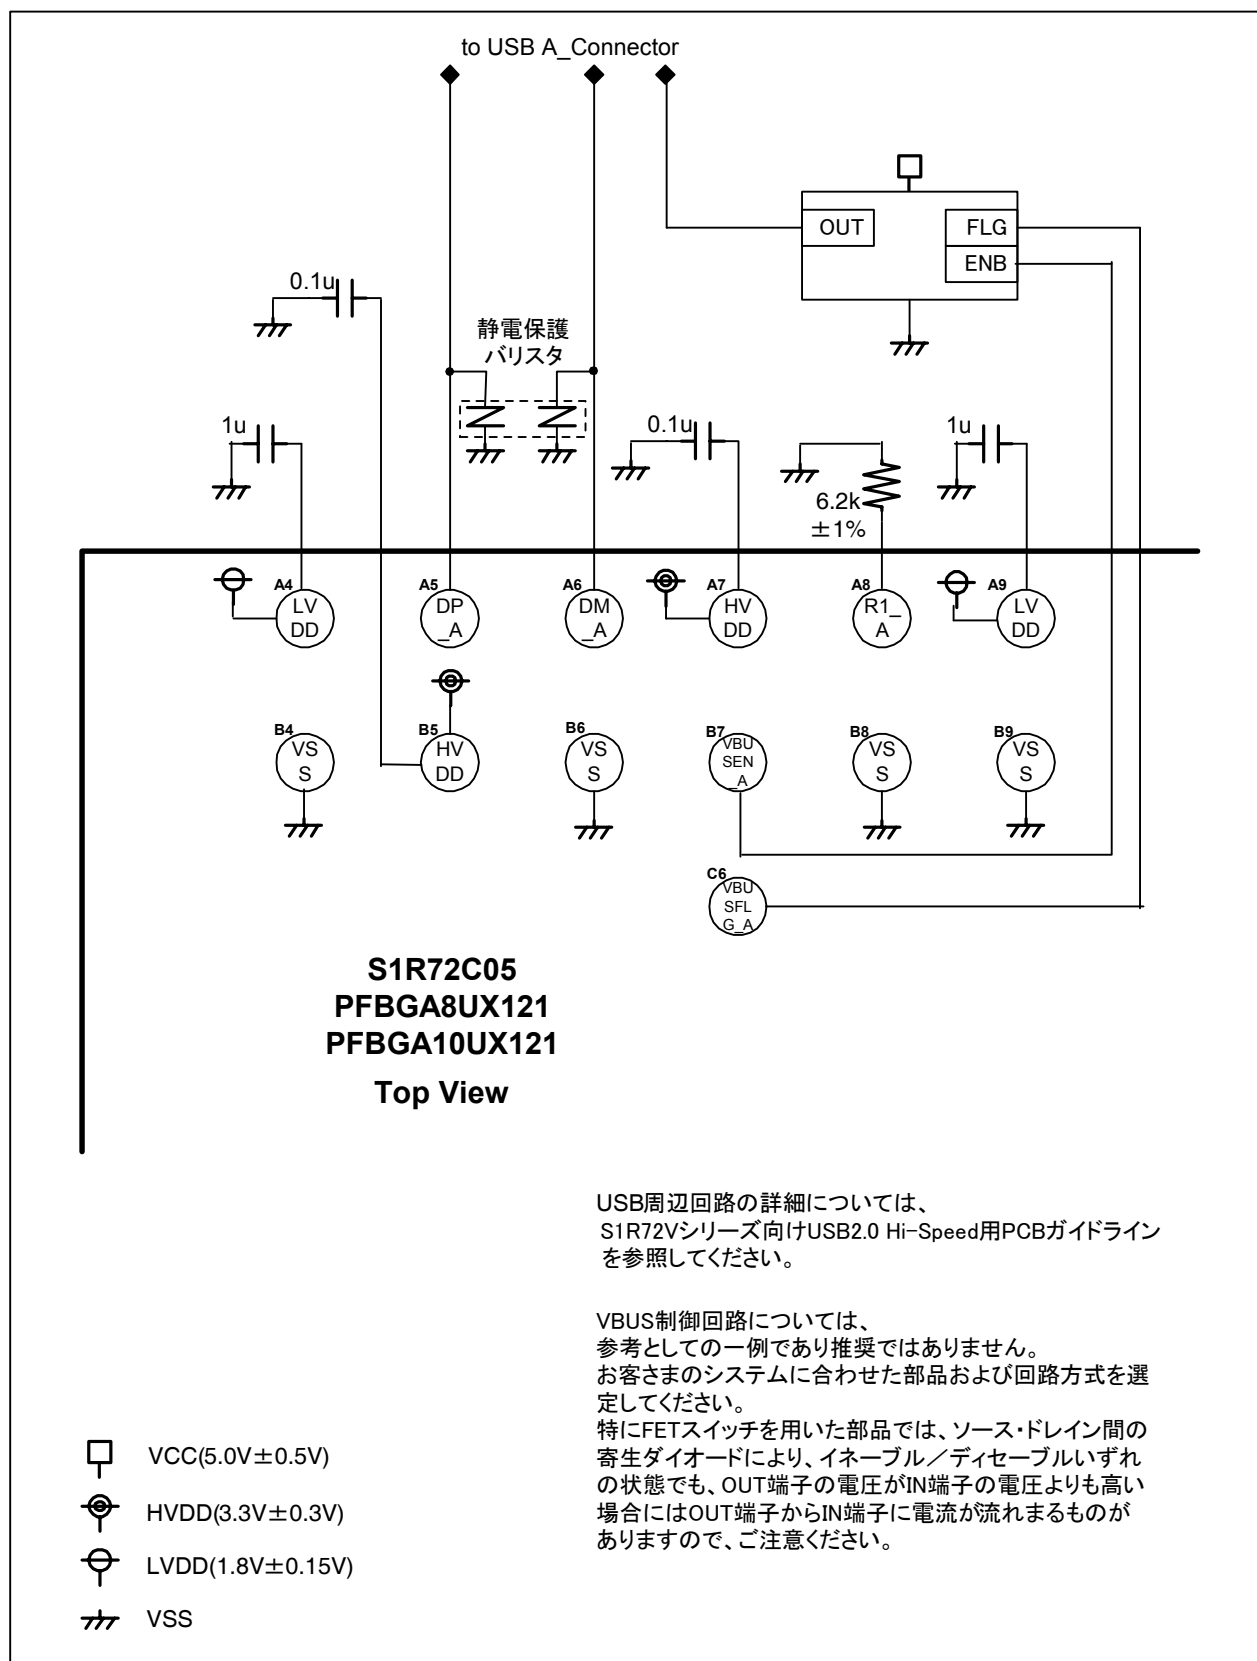 to USB A_Connector
OUT
FLG
ENB
0.1u
静電保護
バリスタ
1u
0.1u
1u
6.2k
±1%
A4
LV
DD
A5
DP
_A
A6
DM
_A
A7
HV
DD
A8
R1_
A
A9
LV
DD
B4
VS
S
B5
HV
DD
B6
VS
S
B7
VBU
SEN
_A
B8
VS
S
B9
VS
S
C6
VBU
SFL
G_A
S1R72C05
PFBGA8UX121
PFBGA10UX121
Top View
USB周辺回路の詳細については、
S1R72Vシリーズ向けUSB2.0 Hi-Speed用PCBガイドライン
を参照してください。
VBUS制御回路については、
参考としての一例であり推奨ではありません。
お客さまのシステムに合わせた部品および回路方式を選
定してください。
特にFETスイッチを用いた部品では、ソース・ドレイン間の
寄生ダイオードにより、イネーブル/ディセーブルいずれ
の状態でも、OUT端子の電圧がIN端子の電圧よりも高い
場合にはOUT端子からIN端子に電流が流れまるものが
ありますので、ご注意ください。
VCC(5.0V±0.5V)
HVDD(3.3V±0.3V)
LVDD(1.8V±0.15V)
VSS